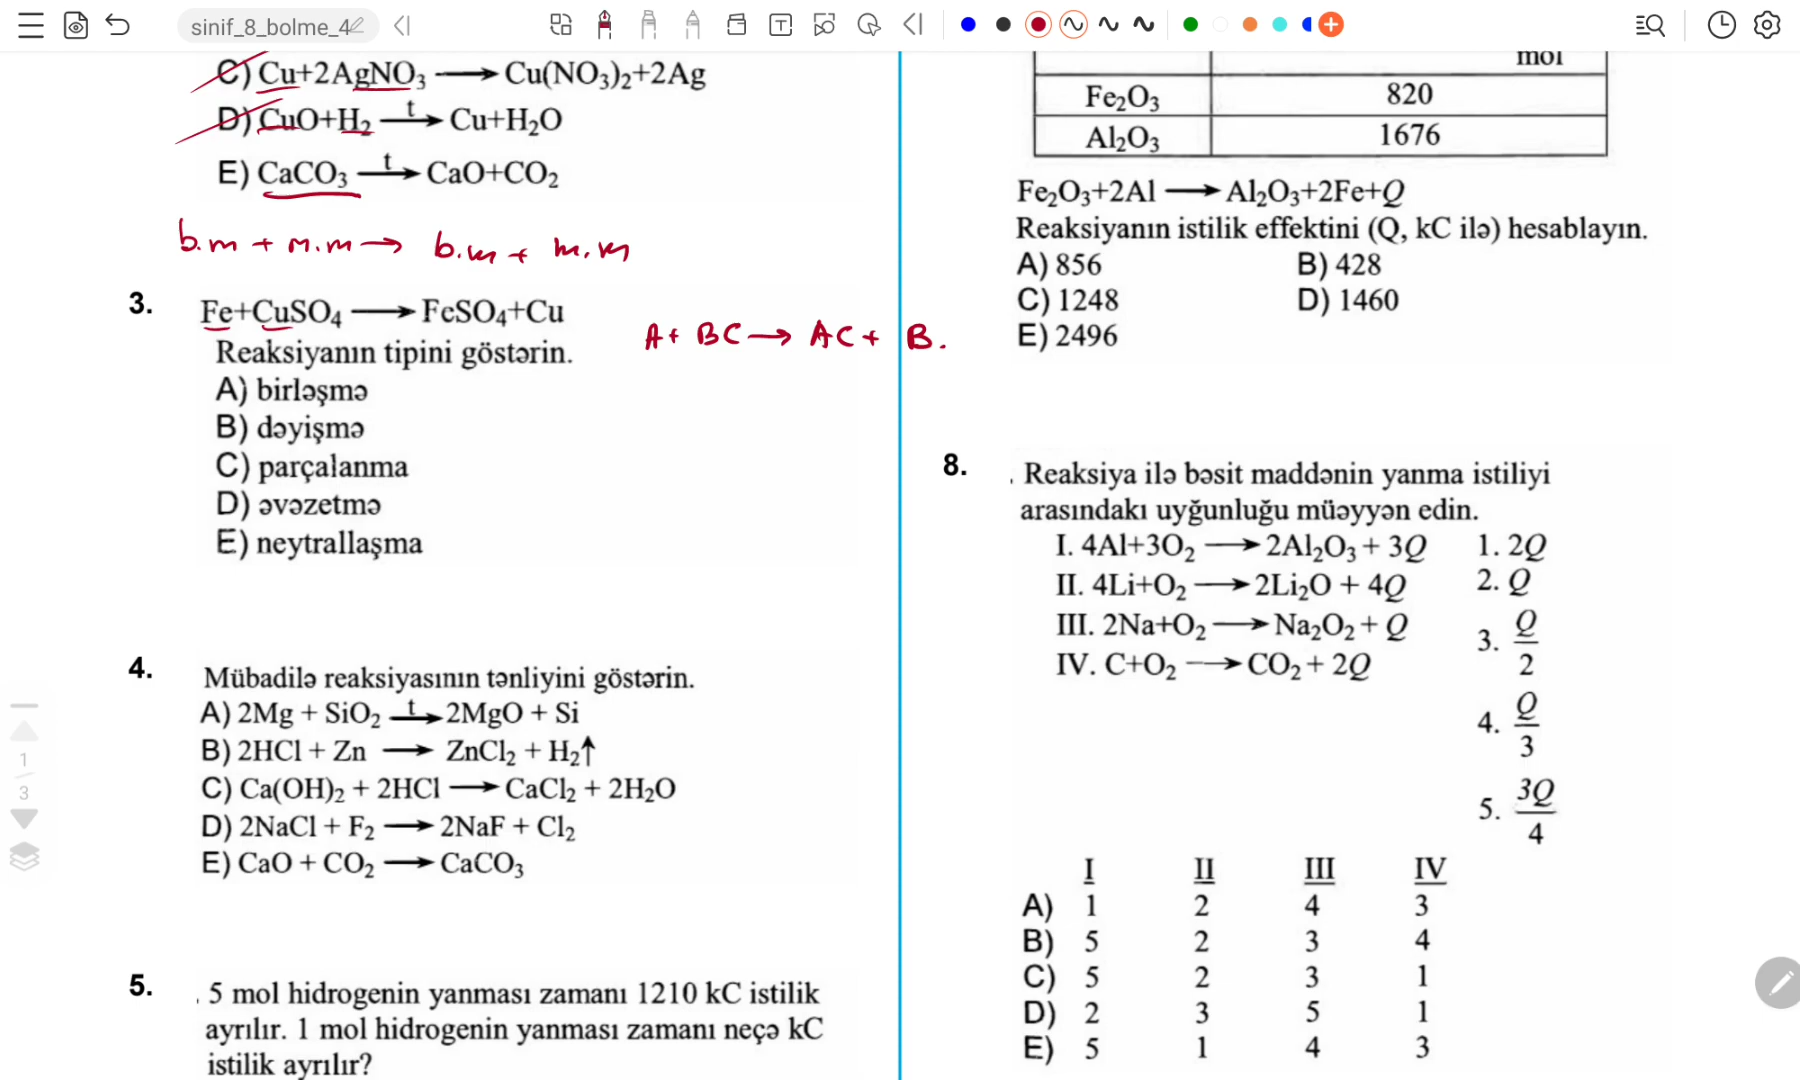 sinif_8_bolme_4
C) Cu+2AgNO₃ ⟶ Cu(NO₃)₂+2Ag
D) CuO+H₂ ⟶ᵗ Cu+H₂O
E) CaCO₃ ⟶ᵗ CaO+CO₂
b.m + m.m → b.m + m.m
3. Fe+CuSO₄ ⟶ FeSO₄+Cu
A+ BC → AC + B.
Reaksiyanın tipini göstərin.
A) birləşmə
B) dəyişmə
C) parçalanma
D) əvəzetmə
E) neytrallaşma
4. Mübadilə reaksiyasının tənliyini göstərin.
A) 2Mg + SiO₂ ⟶ᵗ 2MgO + Si
B) 2HCl + Zn ⟶ ZnCl₂ + H₂↑
C) Ca(OH)₂ + 2HCl ⟶ CaCl₂ + 2H₂O
D) 2NaCl + F₂ ⟶ 2NaF + Cl₂
E) CaO + CO₂ ⟶ CaCO₃
5. 5 mol hidrogenin yanması zamanı 1210 kC istilik
ayrılır. 1 mol hidrogenin yanması zamanı neçə kC
istilik ayrılır?
mol
Fe₂O₃ 820
Al₂O₃ 1676
Fe₂O₃+2Al ⟶ Al₂O₃+2Fe+Q
Reaksiyanın istilik effektini (Q, kC ilə) hesablayın.
A) 856 B) 428
C) 1248 D) 1460
E) 2496
8. . Reaksiya ilə bəsit maddənin yanma istiliyi
arasındakı uyğunluğu müəyyən edin.
I. 4Al+3O₂ ⟶ 2Al₂O₃ + 3Q 1. 2Q
II. 4Li+O₂ ⟶ 2Li₂O + 4Q 2. Q
III. 2Na+O₂ ⟶ Na₂O₂ + Q 3. Q/2
IV. C+O₂ ⟶ CO₂ + 2Q
4. Q/3
5. 3Q/4
I II III IV
A) 1 2 4 3
B) 5 2 3 4
C) 5 2 3 1
D) 2 3 5 1
E) 5 1 4 3
1
3